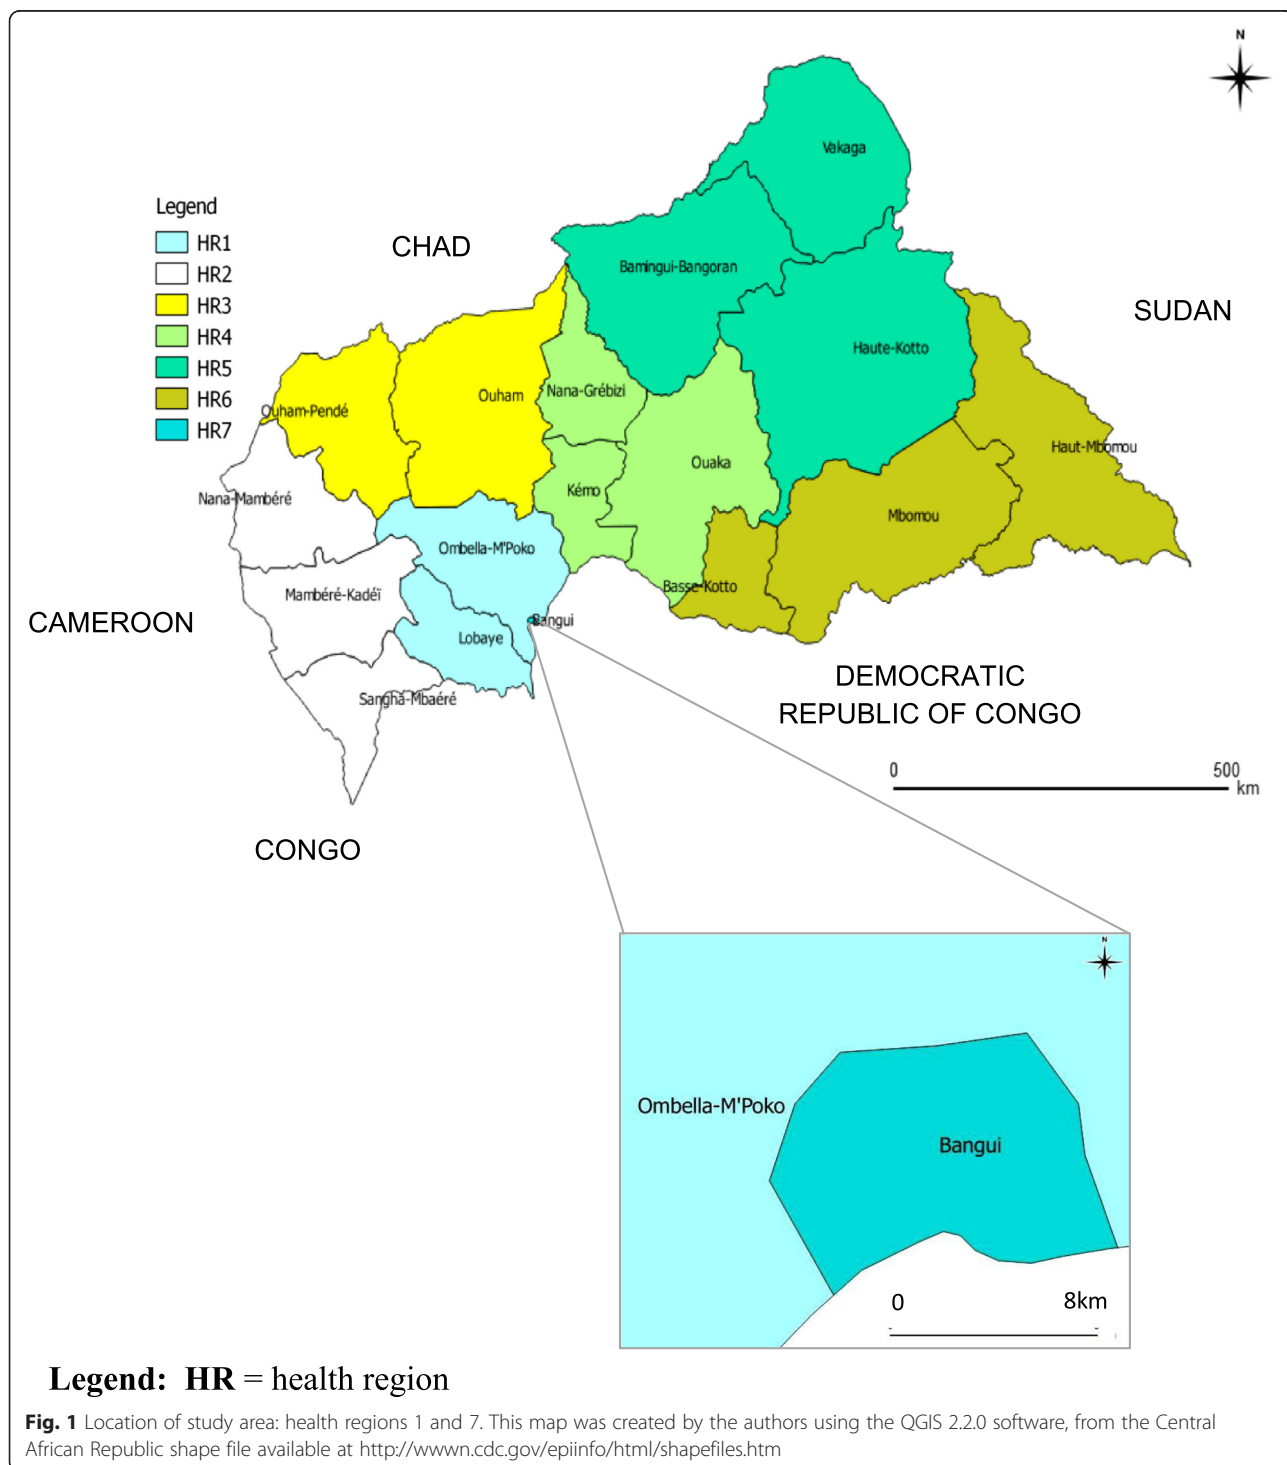 N
Vakaga
Legend
HR1
HR2
HR3
HR4
HR5
HR6
HR7
CHAD
Bamingui-Bangoran
SUDAN
Haute-Kotto
Nana-Grébizi
Ouham
Ouham-Pendé
Haut-Mbomou
Ouaka
Kémo
Nana-Mambéré
Mbomou
Ombella-M'Poko
Basse-Kotto
Mambéré-Kadéï
CAMEROON
Bangui
Lobaye
DEMOCRATIC
REPUBLIC OF CONGO
Sangha-Mbaéré
0 500
km
CONGO
N
Ombella-M'Poko
Bangui
0 8km
Legend: HR = health region
Fig. 1 Location of study area: health regions 1 and 7. This map was created by the authors using the QGIS 2.2.0 software, from the Central
African Republic shape file available at http://wwwn.cdc.gov/epiinfo/html/shapefiles.htm